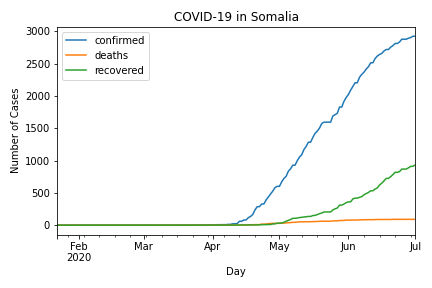 COVID-19 in Somalia
confirmed
deaths
recovered
Number of Cases
3000
2500
2000
1500
1000
500
0
Feb
2020
Mar
Apr
May
Jun
Jul
Day